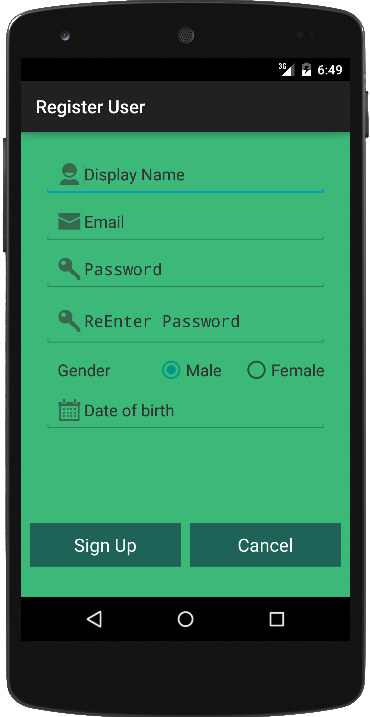 3G 6:49
Register User
Display Name
Email
Password
ReEnter Password
Gender Male Female
Date of birth
Sign Up Cancel